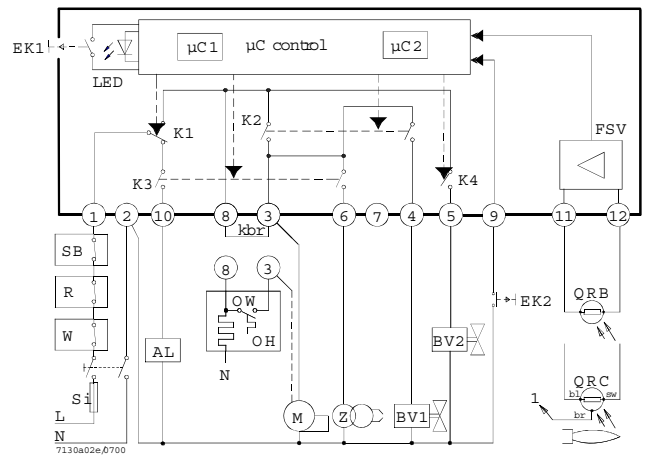 EK1
LED
µC1
µC control
µC2
FSV
K1
K2
K3
K4
1
2
10
8
3
6
7
4
5
9
11
12
kbr
SB
R
W
Si
L
N
AL
8
3
OW
OH
N
M
Z
BV1
BV2
EK2
QRB
QRC
bl
sw
br
1
7130a02e/0700